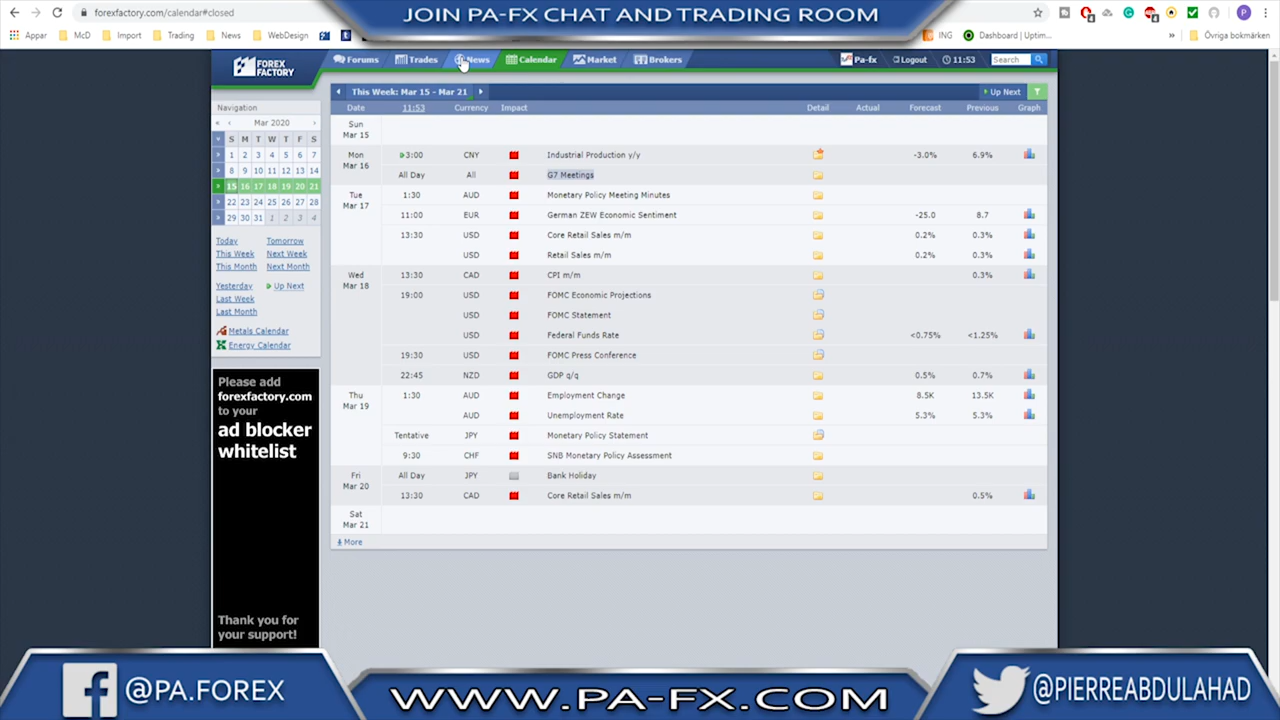 forexfactory.com/calendar#closed
JOIN PA-FX CHAT AND TRADING ROOM
Appar McD Import Trading News WebDesign ING Dashboard | Uptim... » Övriga bokmärken
FOREX FACTORY
Forums Trades News Calendar Market Brokers Pa-fx Logout 11:53 Search
Navigation
Mar 2020
S M T W T F S
1 2 3 4 5 6 7
8 9 10 11 12 13 14
15 16 17 18 19 20 21
22 23 24 25 26 27 28
29 30 31 1 2 3 4
Today Tomorrow
This Week Next Week
This Month Next Month
Yesterday Up Next
Last Week
Last Month
Metals Calendar
Energy Calendar
Please add
forexfactory.com
to your
ad blocker
whitelist
Thank you for
your support!
This Week: Mar 15 - Mar 21 Up Next
Date 11:53 Currency Impact Detail Actual Forecast Previous Graph
Sun
Mar 15
Mon
Mar 16
3:00 CNY Industrial Production y/y -3.0% 6.9%
All Day All G7 Meetings
Tue
Mar 17
1:30 AUD Monetary Policy Meeting Minutes
11:00 EUR German ZEW Economic Sentiment -25.0 8.7
13:30 USD Core Retail Sales m/m 0.2% 0.3%
USD Retail Sales m/m 0.2% 0.3%
Wed
Mar 18
13:30 CAD CPI m/m 0.3%
19:00 USD FOMC Economic Projections
USD FOMC Statement
USD Federal Funds Rate <0.75% <1.25%
19:30 USD FOMC Press Conference
22:45 NZD GDP q/q 0.5% 0.7%
Thu
Mar 19
1:30 AUD Employment Change 8.5K 13.5K
AUD Unemployment Rate 5.3% 5.3%
Tentative JPY Monetary Policy Statement
9:30 CHF SNB Monetary Policy Assessment
Fri
Mar 20
All Day JPY Bank Holiday
13:30 CAD Core Retail Sales m/m 0.5%
Sat
Mar 21
More
@PA.FOREX
WWW.PA-FX.COM
@PIERREABDULAHAD